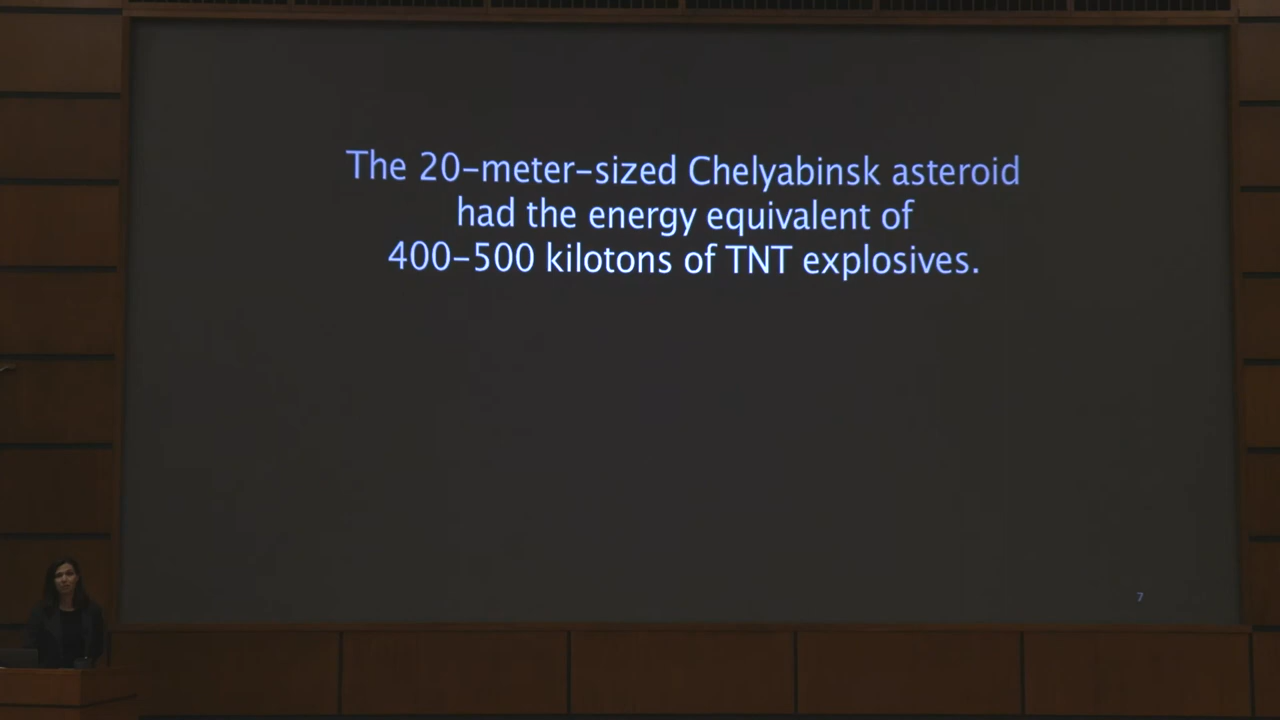 The 20-meter-sized Chelyabinsk asteroid
had the energy equivalent of
400-500 kilotons of TNT explosives.
7